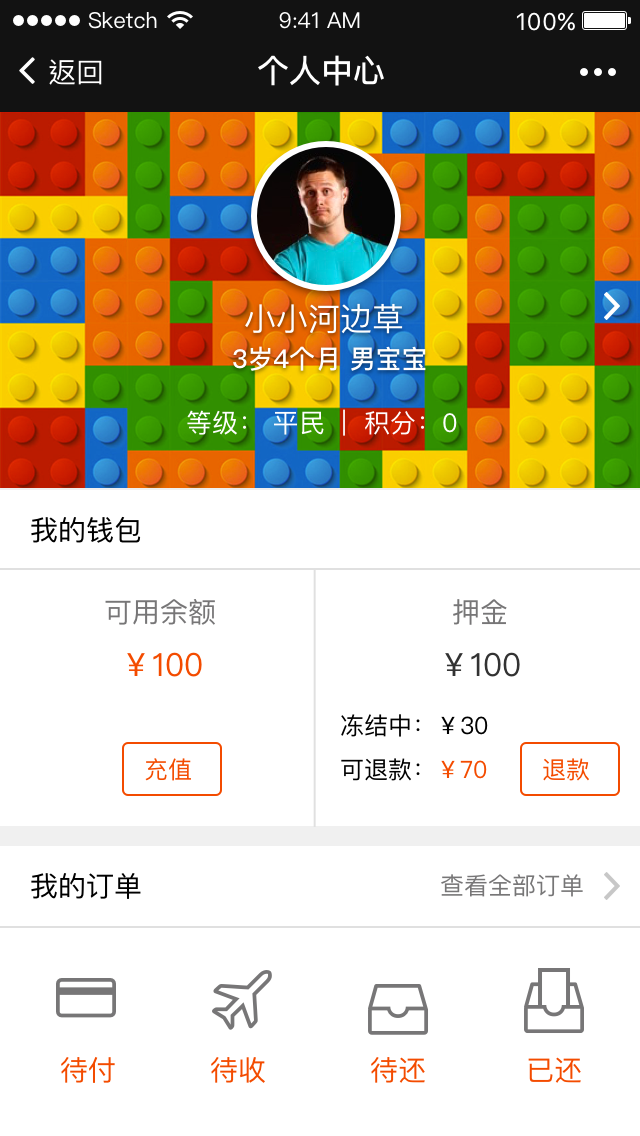 Sketch 9:41 AM 100%
返回 个人中心
小小河边草
3岁4个月 男宝宝
等级： 平民 | 积分：0
我的钱包
可用余额 押金
¥100 ¥100
冻结中： ¥30
充值 可退款： ¥70 退款
我的订单 查看全部订单
待付 待收 待还 已还